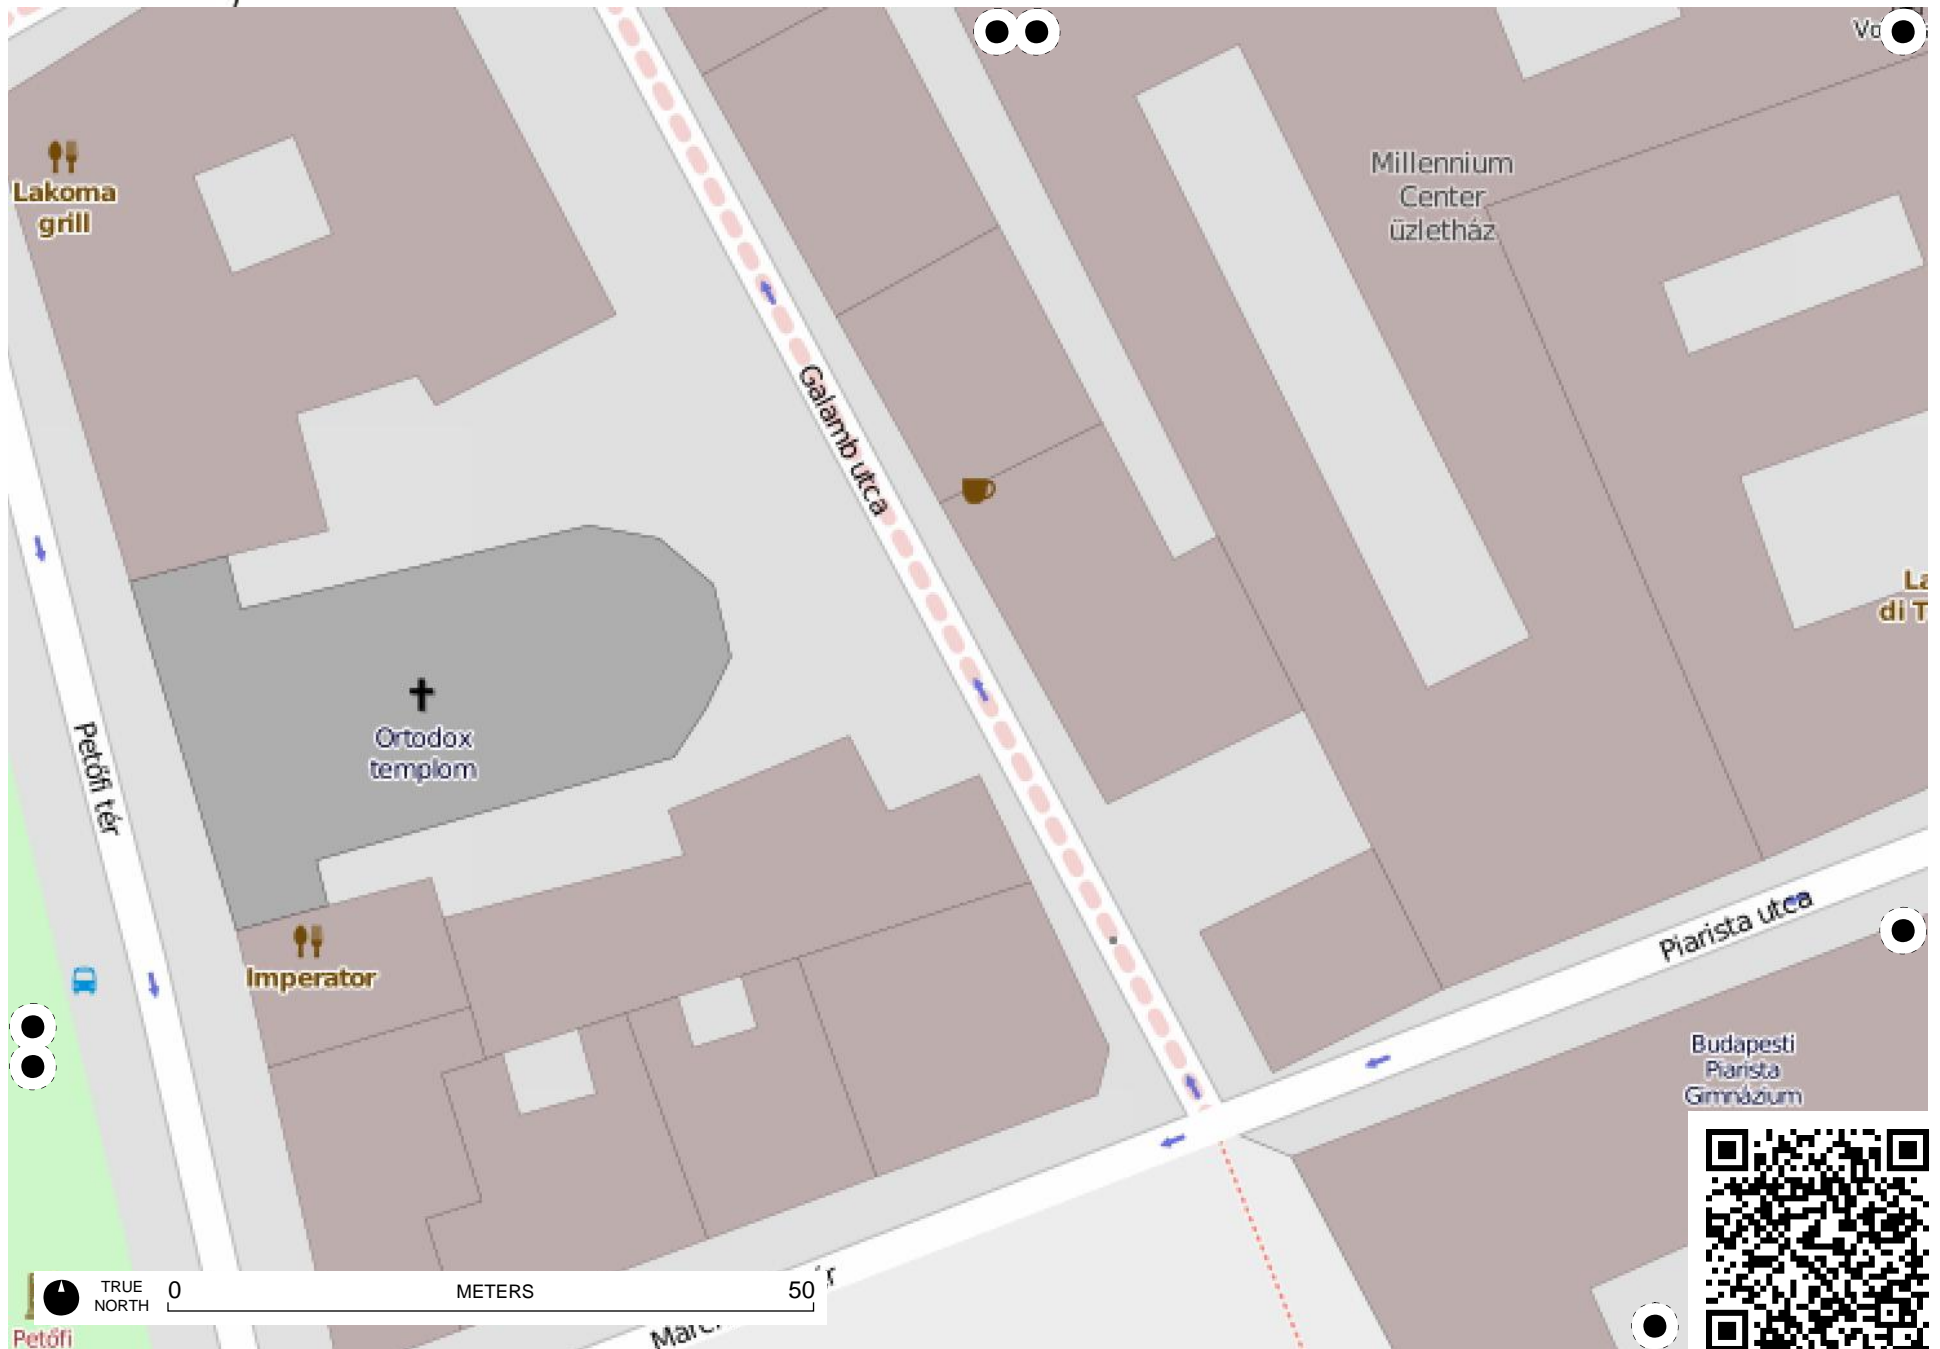 Lakoma
grill
Millennium
Center
üzletház
Galamb utca
Ortodox
templom
Petőfi tér
Imperator
Piarista utca
Budapesti
Piarista
Gimnázium
di
TRUE
NORTH
0
METERS
50
Petőfi